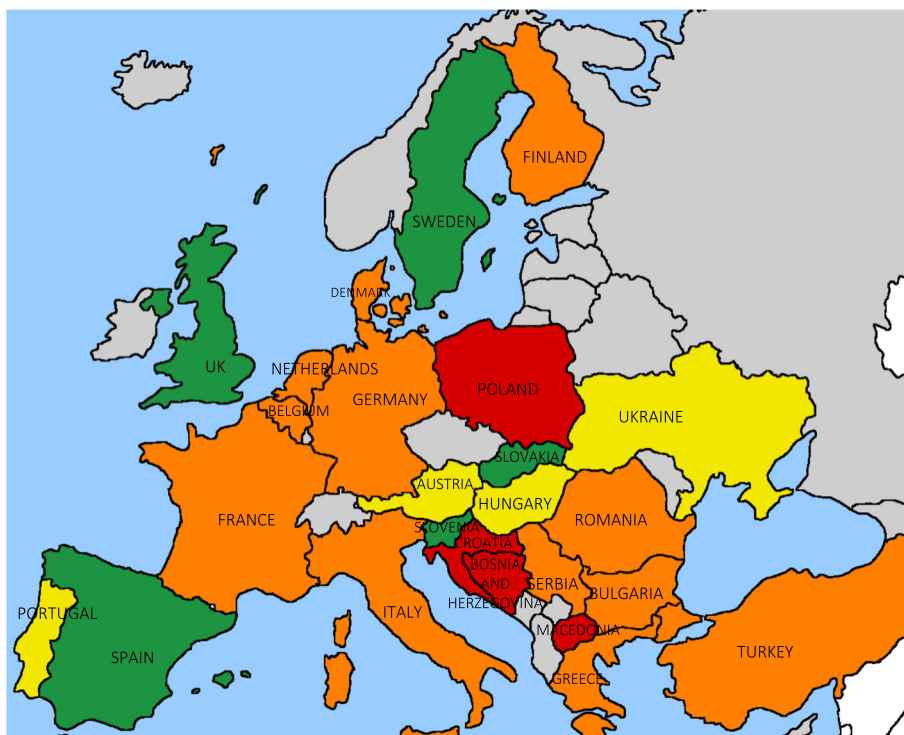 FINLAND
SWEDEN
DENMARK
UK
NETHERLANDS
POLAND
GERMANY
BELGIUM
UKRAINE
SLOVAKIA
AUSTRIA
HUNGARY
FRANCE
ROMANIA
SLOVENIA
CROATIA
BOSNIA
AND
HERZEGOVINA
SERBIA
BULGARIA
PORTUGAL
ITALY
MACEDONIA
SPAIN
TURKEY
GREECE